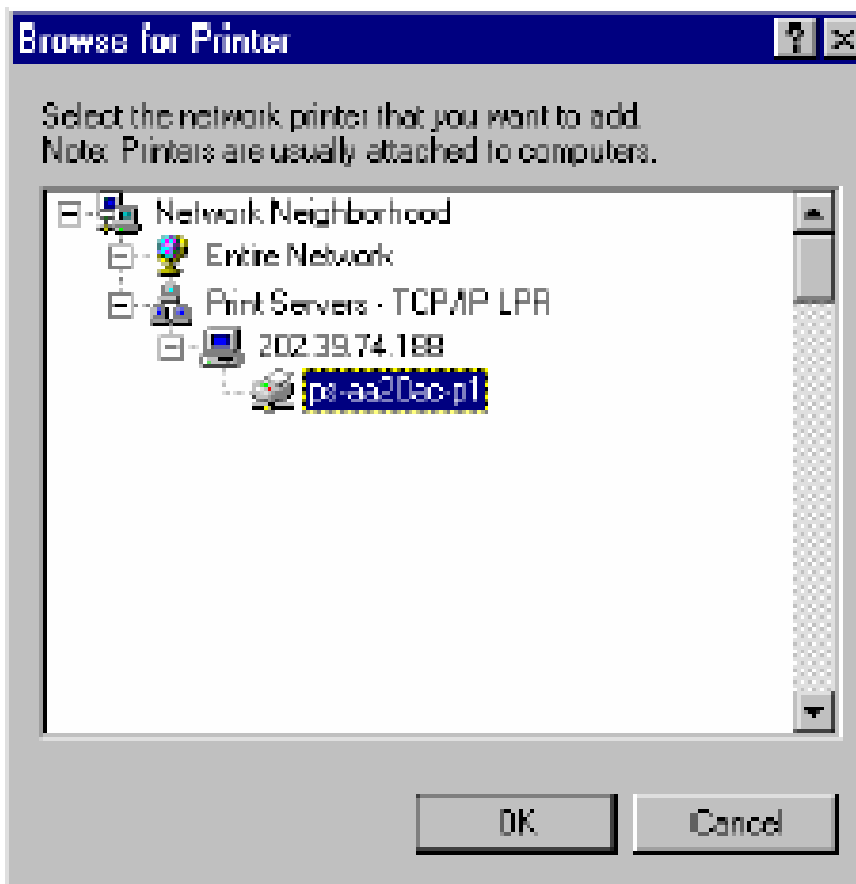 Browse for Printer
Select the network printer that you want to add.
Note: Printers are usually attached to computers.
Network Neighborhood
Entire Network
Print Servers - TCP/IP LPR
202.39.74.188
ps-aa20ac-p1
OK
Cancel